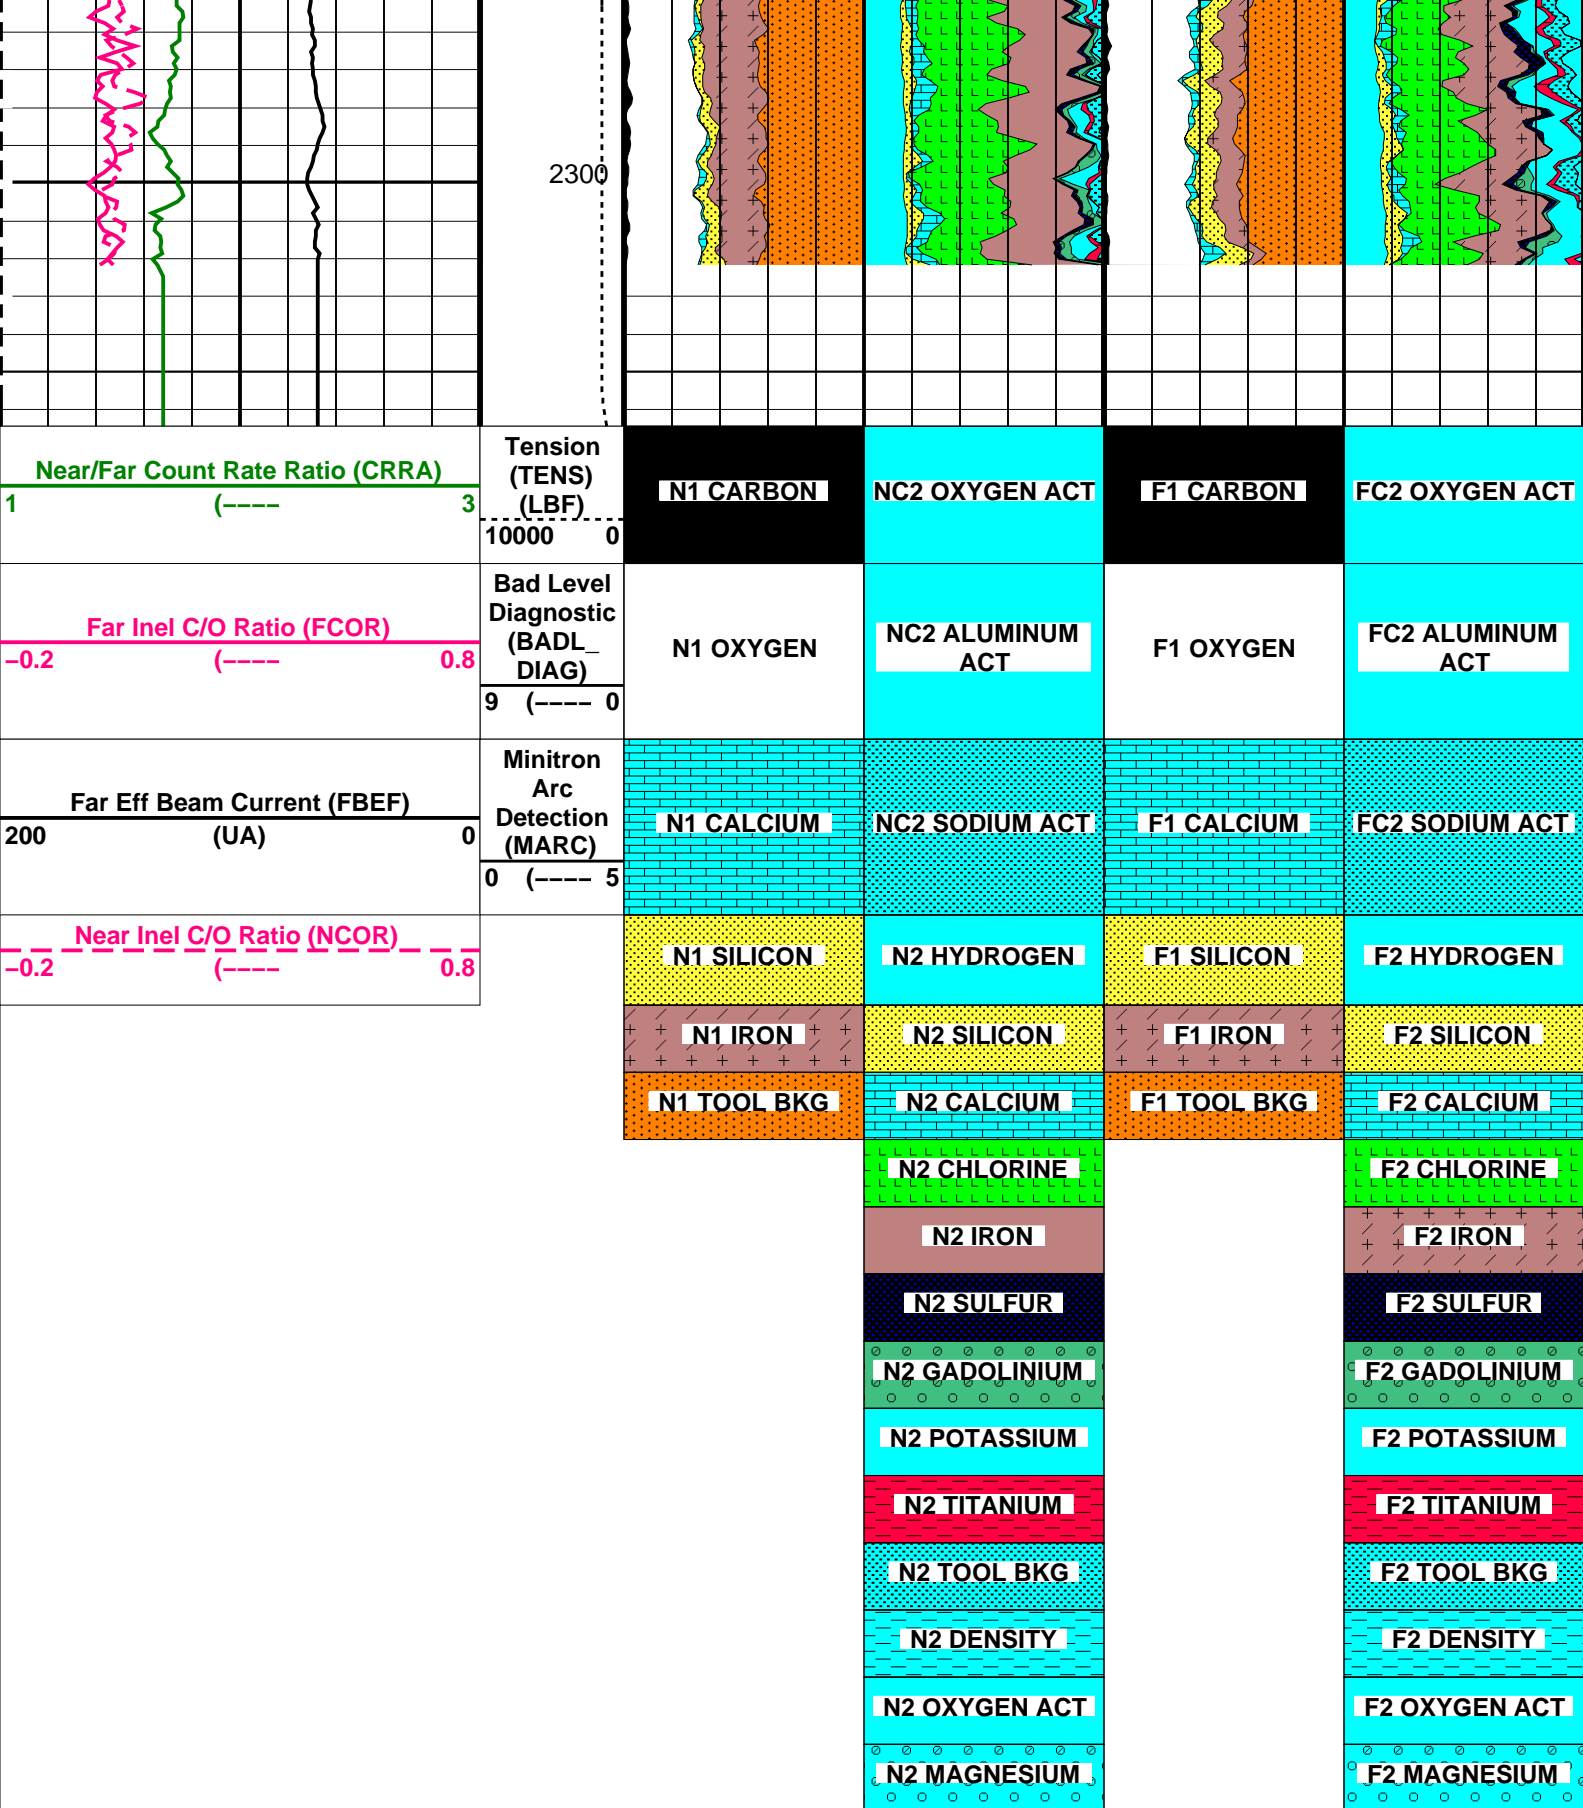 2300
Near/Far Count Rate Ratio (CRRA)
1 (---- 3
Far Inel C/O Ratio (FCOR)
−0.2 (---- 0.8
Far Eff Beam Current (FBEF)
200 (UA) 0
Near Inel C/O Ratio (NCOR)
−0.2 (---- 0.8
Tension
(TENS)
(LBF)
10000 0
Bad Level
Diagnostic
(BADL_
DIAG)
9 (---- 0
Minitron
Arc
Detection
(MARC)
0 (---- 5
N1 CARBON
N1 OXYGEN
N1 CALCIUM
N1 SILICON
N1 IRON
N1 TOOL BKG
NC2 OXYGEN ACT
NC2 ALUMINUM
ACT
NC2 SODIUM ACT
N2 HYDROGEN
N2 SILICON
N2 CALCIUM
N2 CHLORINE
N2 IRON
N2 SULFUR
N2 GADOLINIUM
N2 POTASSIUM
N2 TITANIUM
N2 TOOL BKG
N2 DENSITY
N2 OXYGEN ACT
N2 MAGNESIUM
F1 CARBON
F1 OXYGEN
F1 CALCIUM
F1 SILICON
F1 IRON
F1 TOOL BKG
FC2 OXYGEN ACT
FC2 ALUMINUM
ACT
FC2 SODIUM ACT
F2 HYDROGEN
F2 SILICON
F2 CALCIUM
F2 CHLORINE
F2 IRON
F2 SULFUR
F2 GADOLINIUM
F2 POTASSIUM
F2 TITANIUM
F2 TOOL BKG
F2 DENSITY
F2 OXYGEN ACT
F2 MAGNESIUM